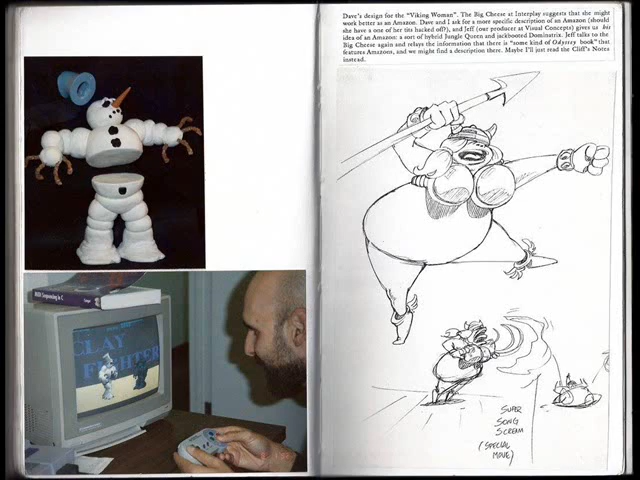 Dave's design for the "Viking Woman". The Big Cheese at Interplay suggests that she might
work better as an Amazon. Dave and I ask for a more specific description of an Amazon (should
she have a one of her tits hacked off?), and Jeff (our producer at Visual Concepts) gives us his
idea of an Amazon: a sort of hybrid Jungle Queen and jackbooted Dominatrix. Jeff talks to the
Big Cheese again and relays the information that there is "some kind of Odyssey book" that
features Amazons, and we might find a description there. Maybe I'll just read the Cliff's Notes
instead.
MIDI Sequencing in C
CLAY
FIGHTER
SUPER
SONG
SCREAM
(SPECIAL
MOVE)